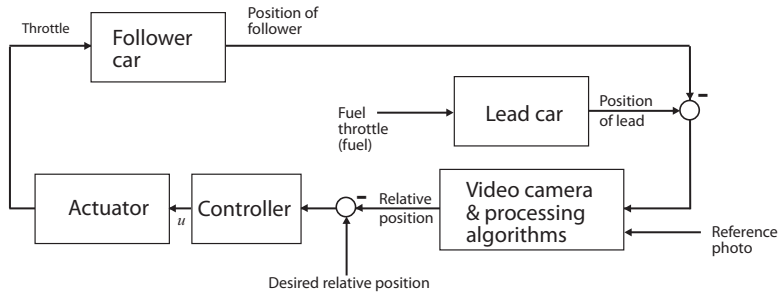 Throttle
Follower
car
Position of
follower
Fuel
throttle
(fuel)
Lead car
Position
of lead
Actuator
u
Controller
Relative
position
Video camera
& processing
algorithms
Reference
photo
Desired relative position